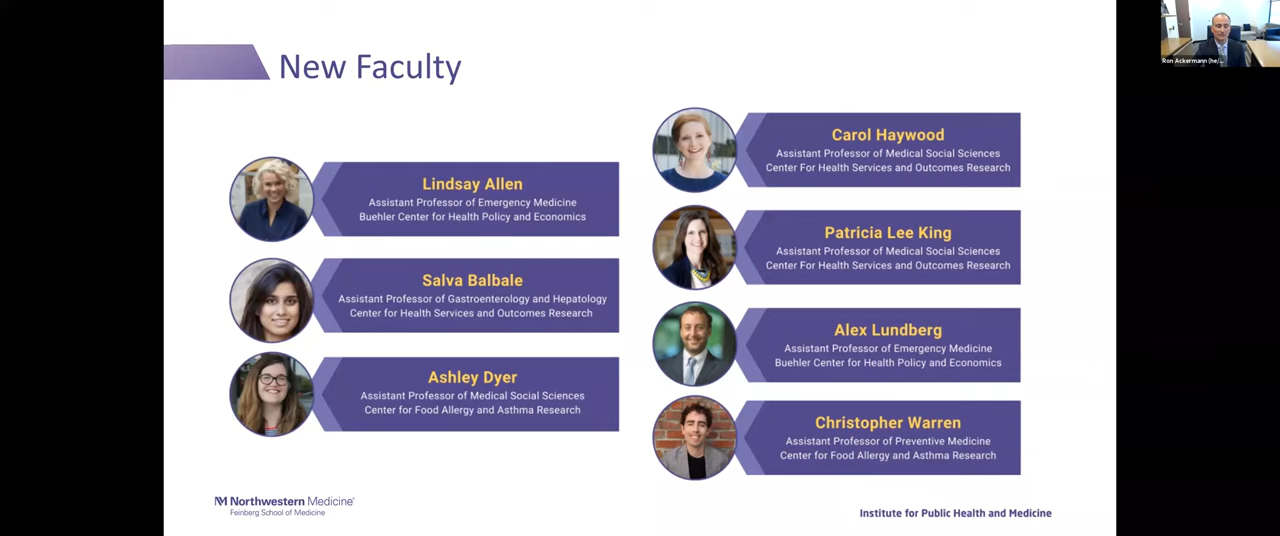 New Faculty
Lindsay Allen
Assistant Professor of Emergency Medicine
Buehler Center for Health Policy and Economics
Salva Balbale
Assistant Professor of Gastroenterology and Hepatology
Center for Health Services and Outcomes Research
Ashley Dyer
Assistant Professor of Medical Social Sciences
Center for Food Allergy and Asthma Research
Carol Haywood
Assistant Professor of Medical Social Sciences
Center For Health Services and Outcomes Research
Patricia Lee King
Assistant Professor of Medical Social Sciences
Center For Health Services and Outcomes Research
Alex Lundberg
Assistant Professor of Emergency Medicine
Buehler Center for Health Policy and Economics
Christopher Warren
Assistant Professor of Preventive Medicine
Center for Food Allergy and Asthma Research
M Northwestern Medicine
Feinberg School of Medicine
Institute for Public Health and Medicine
Ron Ackermann (he/...